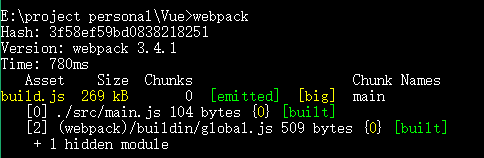 E:\project personal\Vue>webpack
Hash: 3f58ef59bd0838218251
Version: webpack 3.4.1
Time: 780ms
Asset Size Chunks Chunk Names
build.js 269 kB 0 [emitted] [big] main
[0] ./src/main.js 104 bytes {0} [built]
[2] (webpack)/buildin/global.js 509 bytes {0} [built]
+ 1 hidden module